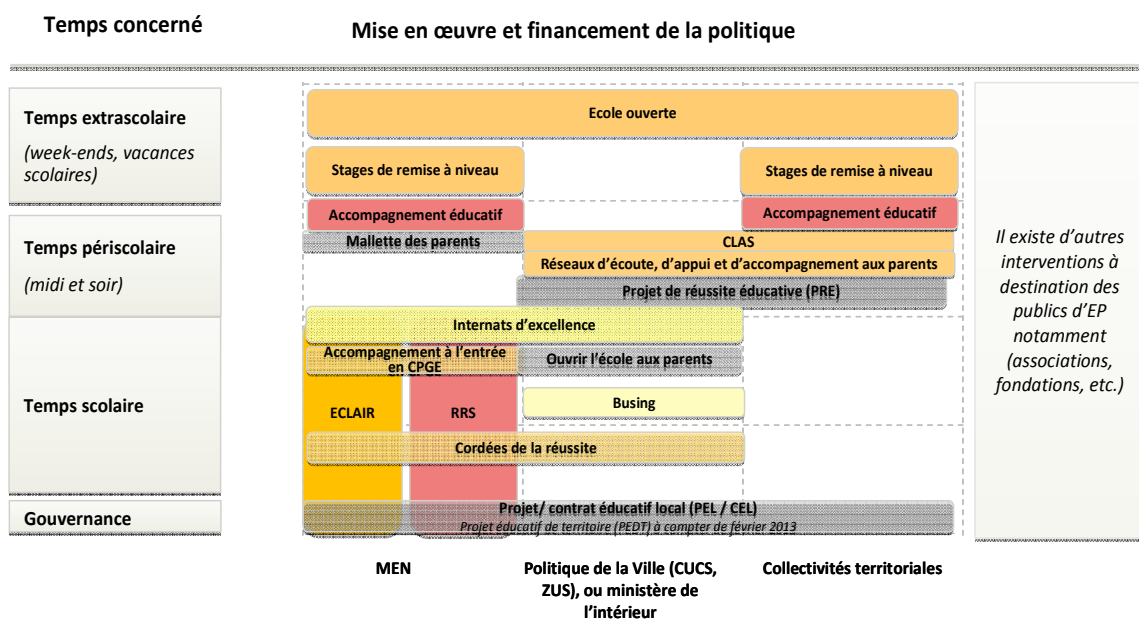 Temps concerné
Mise en œuvre et financement de la politique
Temps extrascolaire
(week-ends, vacances
scolaires)
Ecole ouverte
Stages de remise à niveau
Stages de remise à niveau
Accompagnement éducatif
Accompagnement éducatif
Temps périscolaire
(midi et soir)
Mallette des parents
CLAS
Réseaux d’écoute, d’appui et d’accompagnement aux parents
Projet de réussite éducative (PRE)
Temps scolaire
Internats d’excellence
Accompagnement à l’entrée
en CPGE
Ouvrir l’école aux parents
ECLAIR
RRS
Busing
Cordées de la réussite
Gouvernance
Projet/ contrat éducatif local (PEL / CEL)
Projet éducatif de territoire (PEDT) à compter de février 2013
Il existe d’autres
interventions à
destination des
publics d’EP
notamment
(associations,
fondations, etc.)
MEN
Politique de la Ville (CUCS,
ZUS), ou ministère de
l’intérieur
Collectivités territoriales